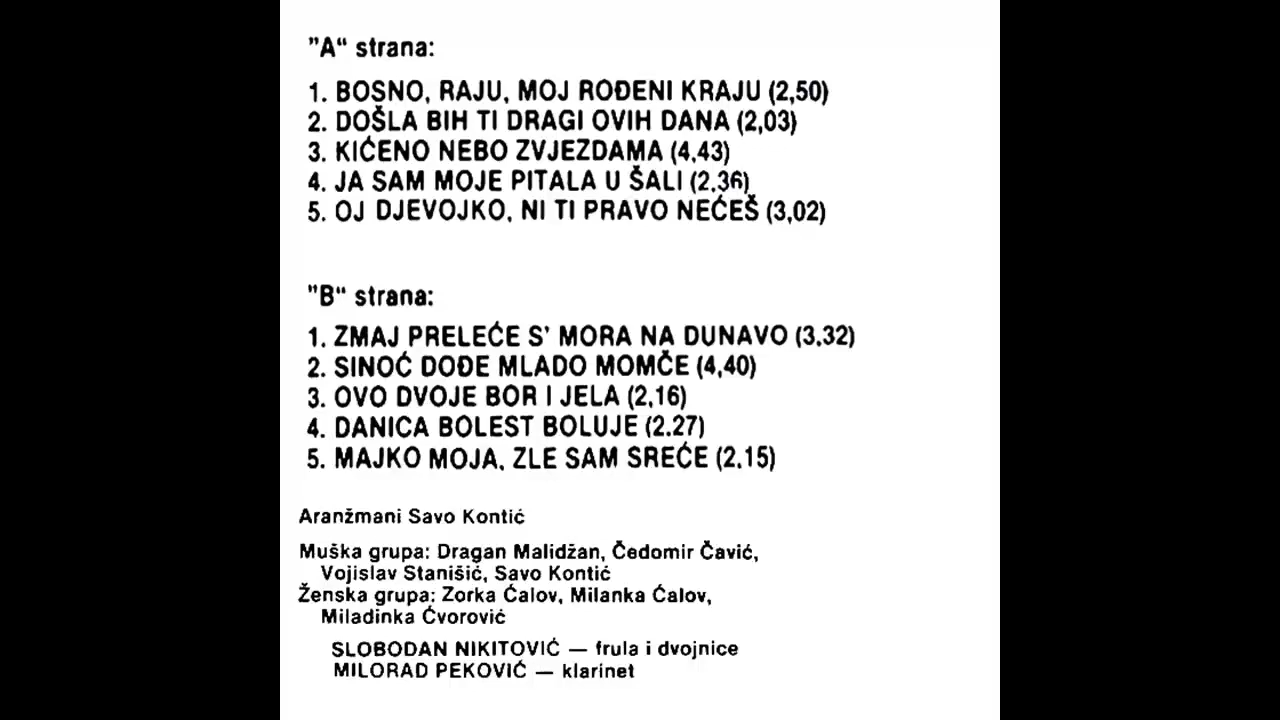 "A“ strana:
1. BOSNO, RAJU, MOJ ROĐENI KRAJU (2,50)
2. DOŠLA BIH TI DRAGI OVIH DANA (2,03)
3. KIĆENO NEBO ZVJEZDAMA (4,43)
4. JA SAM MOJE PITALA U ŠALI (2,36)
5. OJ DJEVOJKO, NI TI PRAVO NEĆEŠ (3,02)
"B“ strana:
1. ZMAJ PRELEĆE S' MORA NA DUNAVO (3.32)
2. SINOĆ DOĐE MLADO MOMČE (4,40)
3. OVO DVOJE BOR I JELA (2,16)
4. DANICA BOLEST BOLUJE (2.27)
5. MAJKO MOJA, ZLE SAM SREĆE (2.15)
Aranžmani Savo Kontić
Muška grupa: Dragan Malidžan, Čedomir Čavić,
Vojislav Stanišić, Savo Kontić
Ženska grupa: Zorka Ćalov, Milanka Ćalov,
Miladinka Ćvorović
SLOBODAN NIKITOVIĆ — frula i dvojnice
MILORAD PEKOVIĆ — klarinet